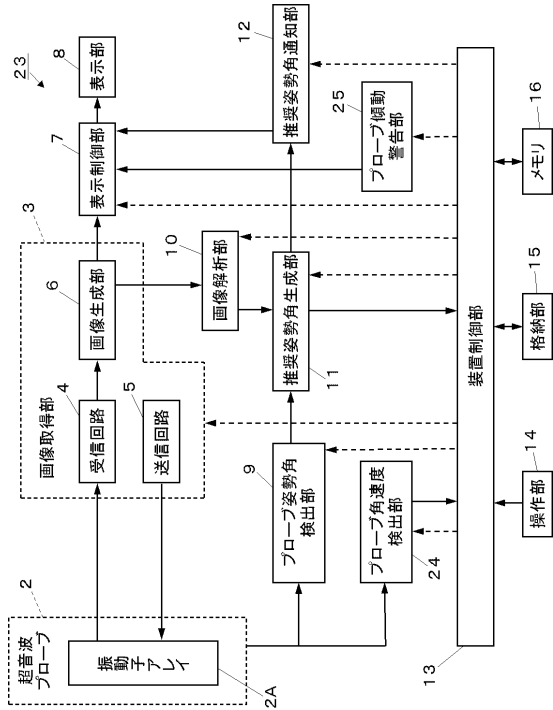 23
3
画像取得部
超音波
プローブ
2
振動子アレイ
2A
受信回路
4
送信回路
5
画像生成部
6
表示制御部
7
表示部
8
画像解析部
10
プローブ姿勢角
検出部
9
推奨姿勢角生成部
11
推奨姿勢角通知部
12
プローブ角速度
検出部
24
プローブ傾動
警告部
25
装置制御部
13
操作部
14
格納部
15
メモリ
16